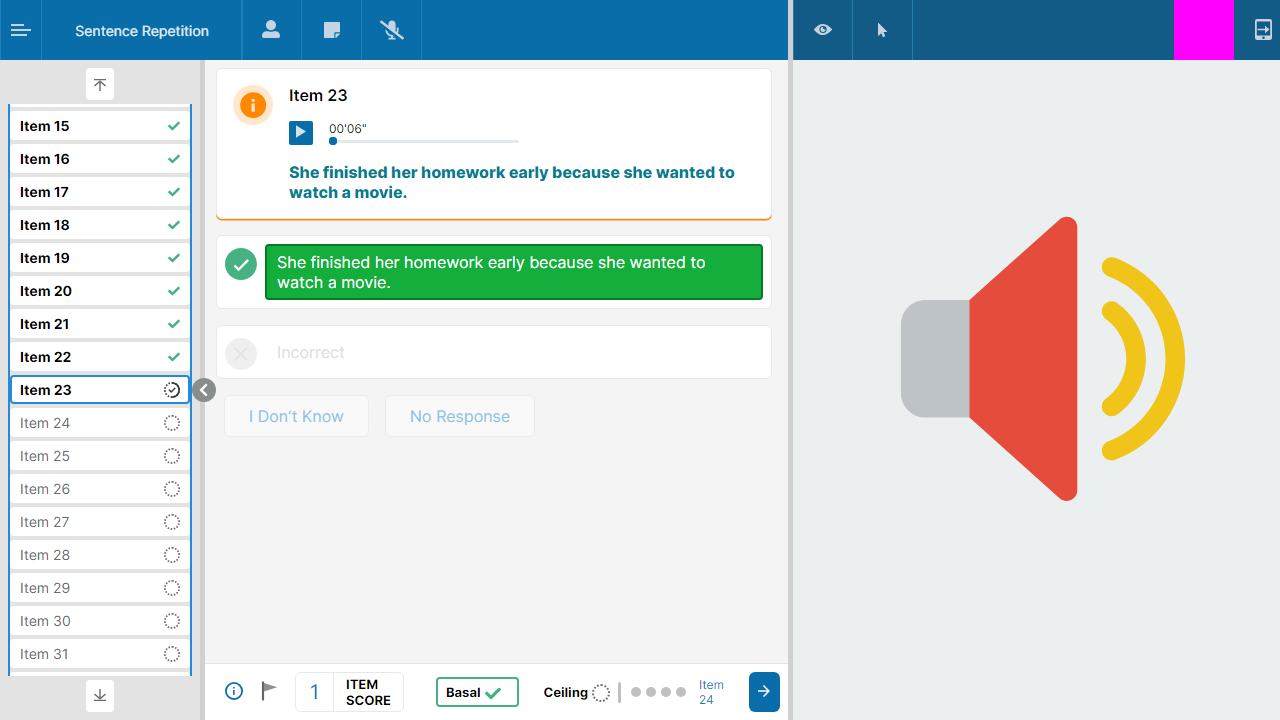 Sentence Repetition
Item 15
Item 16
Item 17
Item 18
Item 19
Item 20
Item 21
Item 22
Item 23
Item 24
Item 25
Item 26
Item 27
Item 28
Item 29
Item 30
Item 31
Item 23
00'06"
She finished her homework early because she wanted to
watch a movie.
She finished her homework early because she wanted to
watch a movie.
Incorrect
I Don't Know
No Response
1
ITEM
SCORE
Basal
Ceiling
Item
24